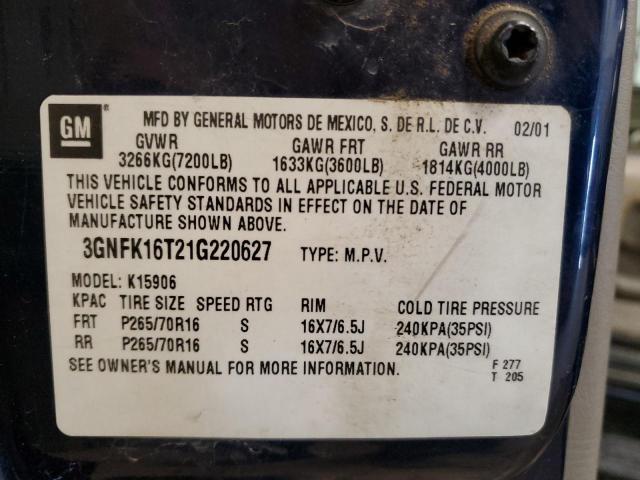 GM ® MFD BY GENERAL MOTORS DE MEXICO, S. DE R.L. DE C.V. 02/01
GVWR GAWR FRT GAWR RR
3266KG(7200LB) 1633KG(3600LB) 1814KG(4000LB)
THIS VEHICLE CONFORMS TO ALL APPLICABLE U.S. FEDERAL MOTOR
VEHICLE SAFETY STANDARDS IN EFFECT ON THE DATE OF
MANUFACTURE SHOWN ABOVE.
3GNFK16T21G220627 TYPE: M.P.V.
MODEL: K15906
KPAC TIRE SIZE SPEED RTG RIM COLD TIRE PRESSURE
FRT P265/70R16 S 16X7/6.5J 240KPA(35PSI)
RR P265/70R16 S 16X7/6.5J 240KPA(35PSI)
SEE OWNER'S MANUAL FOR MORE INFORMATION. F 277
T 205